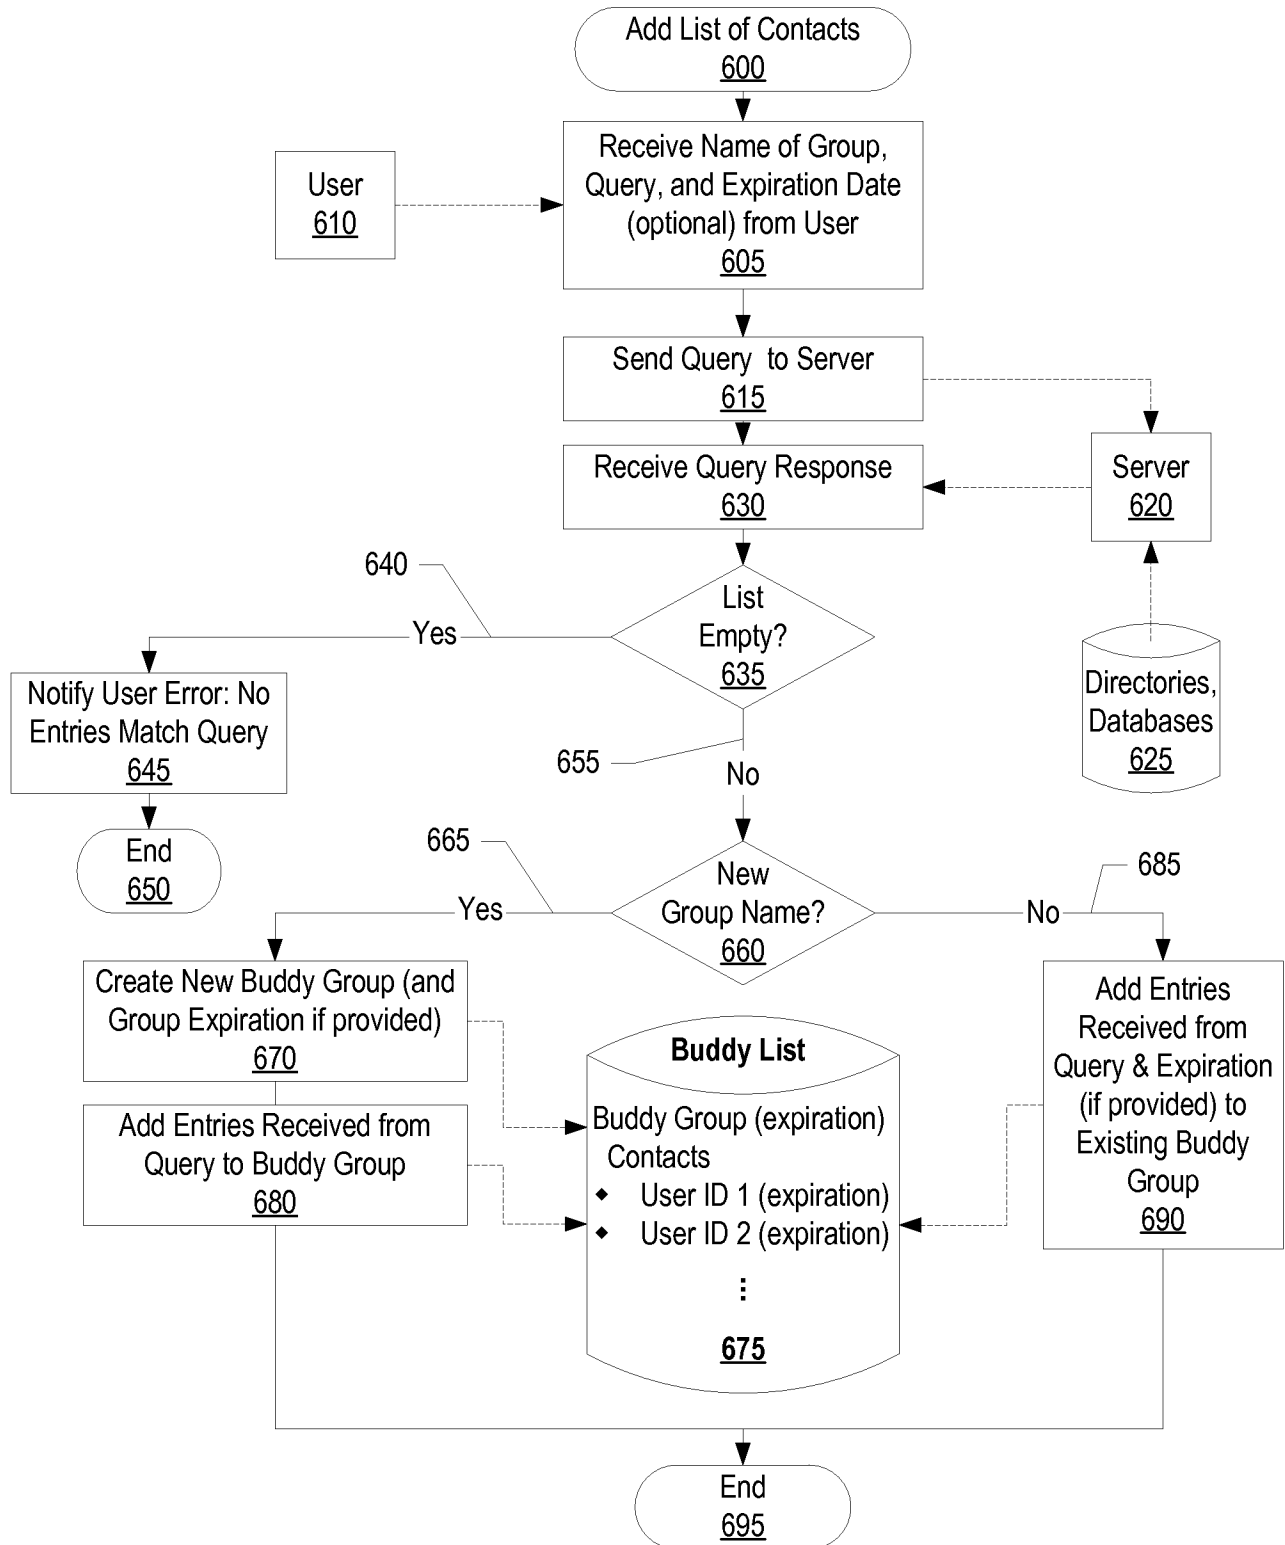 Add List of Contacts
600
Receive Name of Group,
Query, and Expiration Date
(optional) from User
605
User
610
Send Query to Server
615
Receive Query Response
630
Server
620
Directories,
Databases
625
640
List
Empty?
635
Yes
Notify User Error: No
Entries Match Query
645
End
650
655
No
665
New
Group Name?
660
685
Yes
No
Create New Buddy Group (and
Group Expiration if provided)
670
Add Entries Received from
Query to Buddy Group
680
Buddy List
Buddy Group (expiration)
Contacts
◆ User ID 1 (expiration)
◆ User ID 2 (expiration)
⋮
675
Add Entries
Received from
Query & Expiration
(if provided) to
Existing Buddy
Group
690
End
695